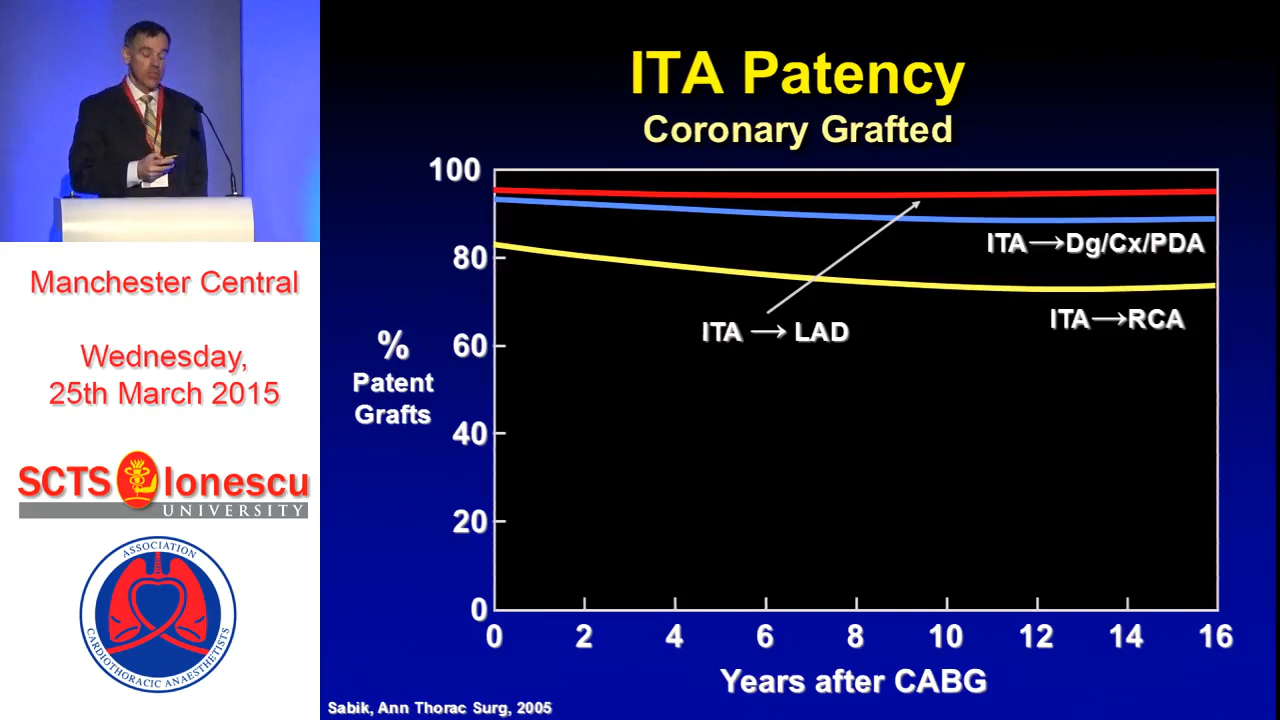 ITA Patency
Coronary Grafted
100
80
60
40
20
0
%
Patent
Grafts
ITA→Dg/Cx/PDA
ITA→RCA
ITA → LAD
0 2 4 6 8 10 12 14 16
Years after CABG
Sabik, Ann Thorac Surg, 2005
Manchester Central
Wednesday,
25th March 2015
SCTS Ionescu
UNIVERSITY
ASSOCIATION
CARDIOTHORACIC ANAESTHETISTS